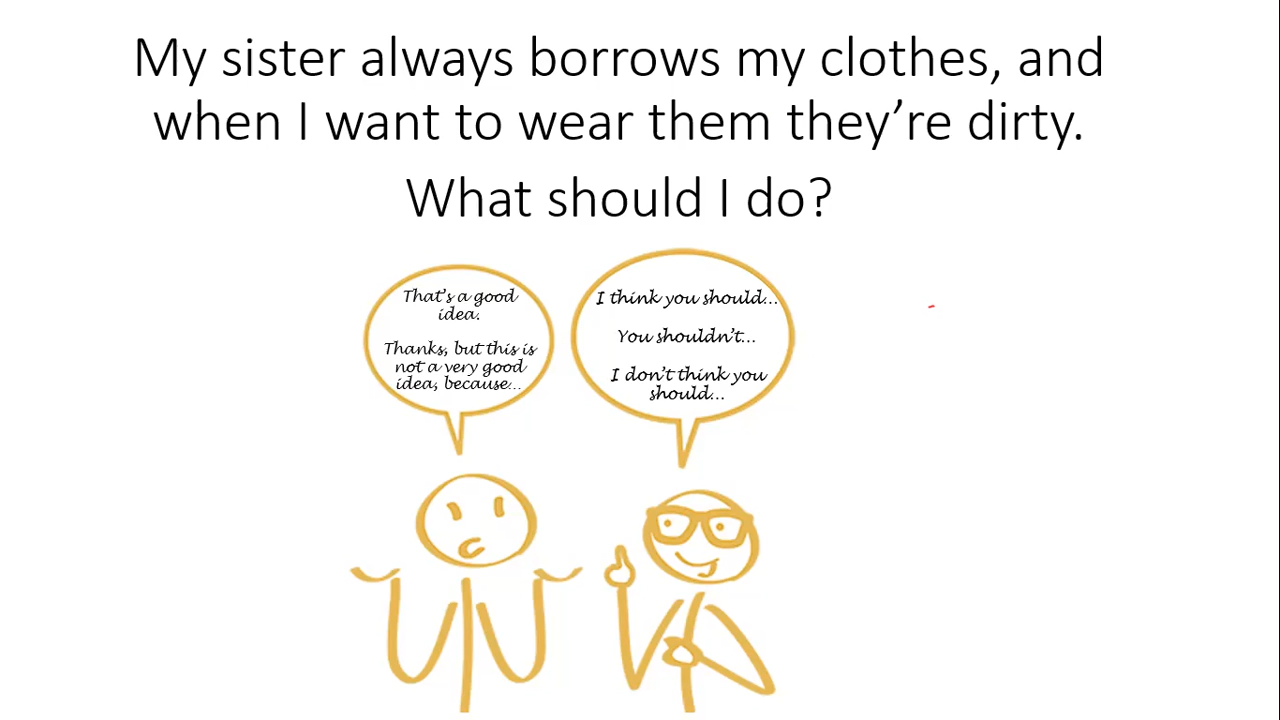 My sister always borrows my clothes, and
when I want to wear them they’re dirty.
What should I do?
That’s a good
idea.
Thanks, but this is
not a very good
idea, because...
I think you should...
You shouldn’t...
I don’t think you
should...